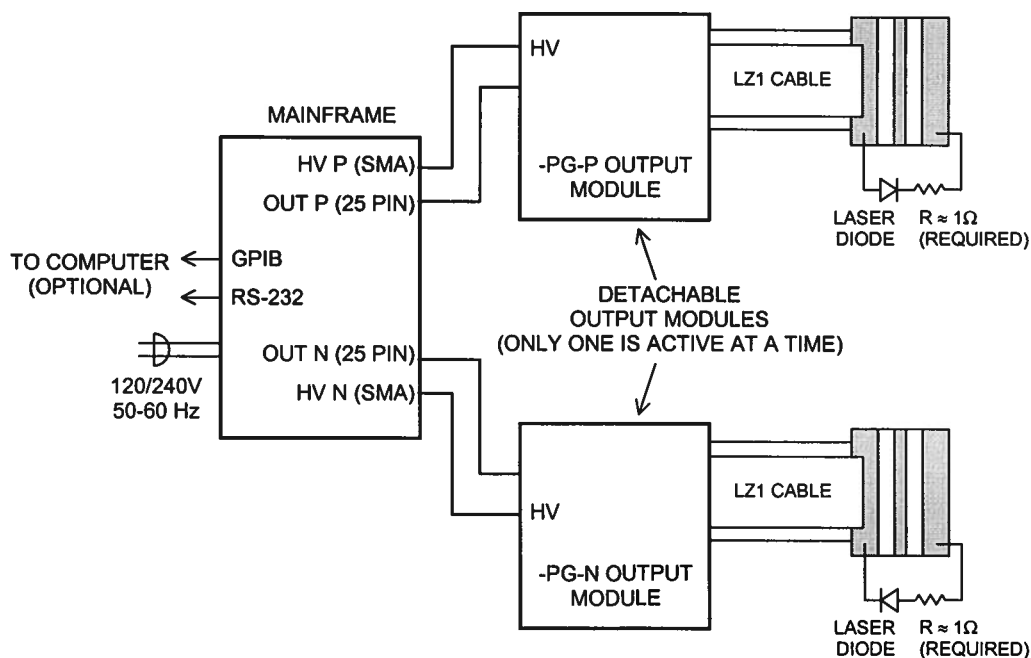 MAINFRAME
HV P (SMA)
OUT P (25 PIN)
GPIB
RS-232
OUT N (25 PIN)
HV N (SMA)
TO COMPUTER
(OPTIONAL)
120/240V
50-60 Hz
HV
-PG-P OUTPUT
MODULE
LZ1 CABLE
LASER
DIODE
R ≈ 1Ω
(REQUIRED)
DETACHABLE
OUTPUT MODULES
(ONLY ONE IS ACTIVE AT A TIME)
HV
-PG-N OUTPUT
MODULE
LZ1 CABLE
LASER
DIODE
R ≈ 1Ω
(REQUIRED)